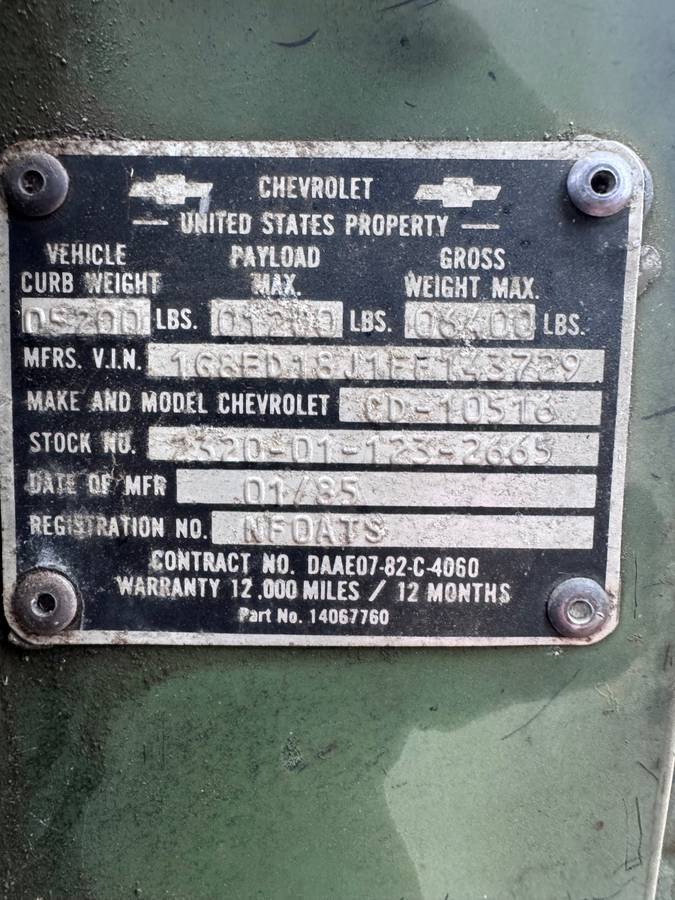 CHEVROLET
UNITED STATES PROPERTY
VEHICLE CURB WEIGHT PAYLOAD MAX. GROSS WEIGHT MAX.
05200 LBS. 01200 LBS. 06400 LBS.
MFRS. V.I.N. 1G8ED18J1FF143729
MAKE AND MODEL CHEVROLET CD-10516
STOCK NO. 2320-01-123-2665
DATE OF MFR 01/85
REGISTRATION NO. NF0ATS
CONTRACT NO. DAAE07-82-C-4060
WARRANTY 12,000 MILES / 12 MONTHS
Part No. 14067760